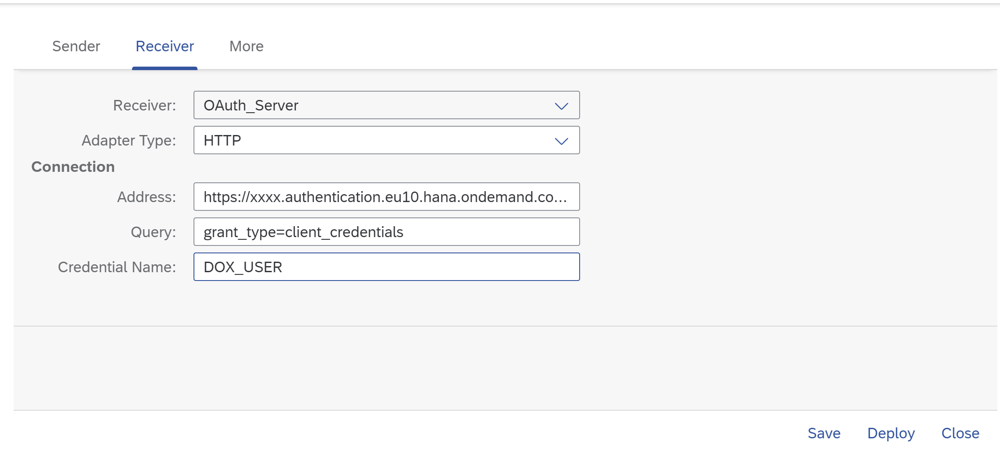 Sender Receiver More
Receiver: OAuth_Server
Adapter Type: HTTP
Connection
Address: https://xxxx.authentication.eu10.hana.ondemand.co...
Query: grant_type=client_credentials
Credential Name: DOX_USER
Save Deploy Close